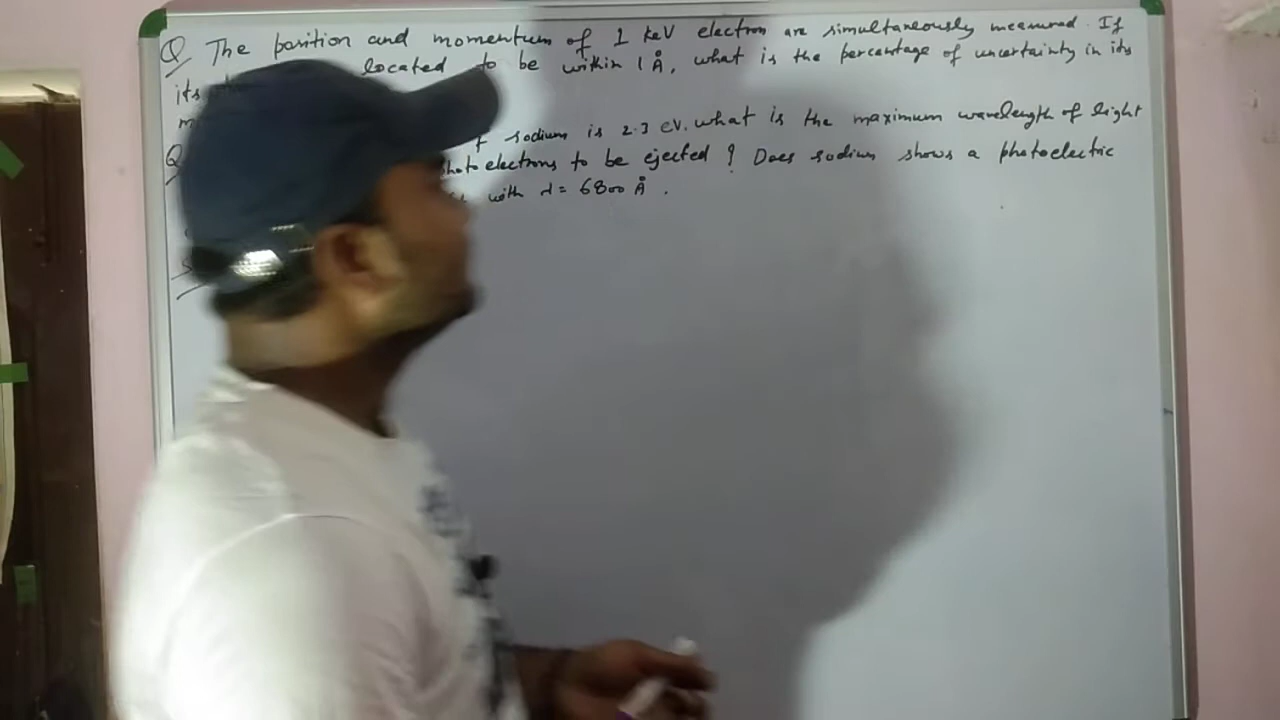 Q The position and momentum of 1 keV electron are simultaneously measured. If
its located to be within 1 Å, what is the percentage of uncertainty in its
sodium is 2.3 eV. what is the maximum wavelength of light
Q photoelectrons to be ejected ? Does sodium shows a photoelectric
with λ = 6800 Å .